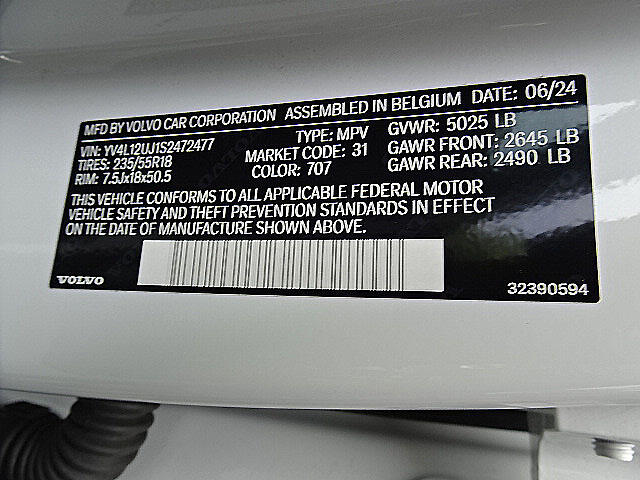 MFD BY VOLVO CAR CORPORATION ASSEMBLED IN BELGIUM DATE: 06/24
VIN: YV4L12UJ1S2472477 TYPE: MPV GVWR: 5025 LB
TIRES: 235/55R18 MARKET CODE: 31 GAWR FRONT: 2645 LB
RIM: 7.5Jx18x50.5 COLOR: 707 GAWR REAR: 2490 LB
THIS VEHICLE CONFORMS TO ALL APPLICABLE FEDERAL MOTOR
VEHICLE SAFETY AND THEFT PREVENTION STANDARDS IN EFFECT
ON THE DATE OF MANUFACTURE SHOWN ABOVE.
VOLVO 32390594